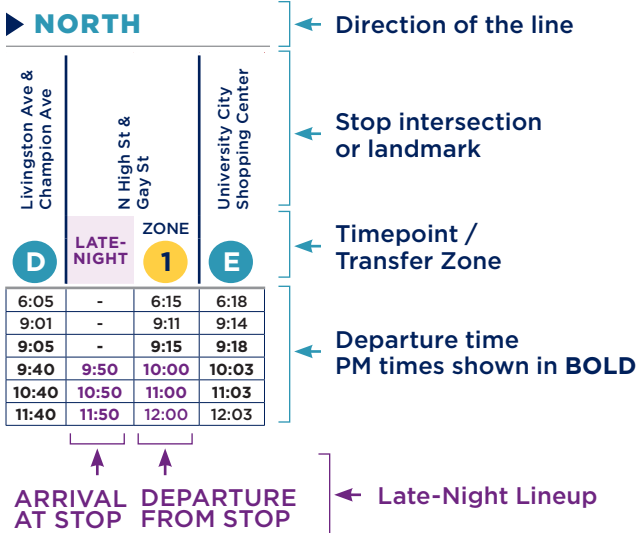 NORTH
Direction of the line
Livingston Ave &
Champion Ave
N High St &
Gay St
University City
Shopping Center
Stop intersection
or landmark
D
LATE-
NIGHT
ZONE
1
E
Timepoint /
Transfer Zone
6:05 - 6:15 6:18
9:01 - 9:11 9:14
9:05 - 9:15 9:18
9:40 9:50 10:00 10:03
10:40 10:50 11:00 11:03
11:40 11:50 12:00 12:03
Departure time
PM times shown in BOLD
ARRIVAL
AT STOP
DEPARTURE
FROM STOP
Late-Night Lineup